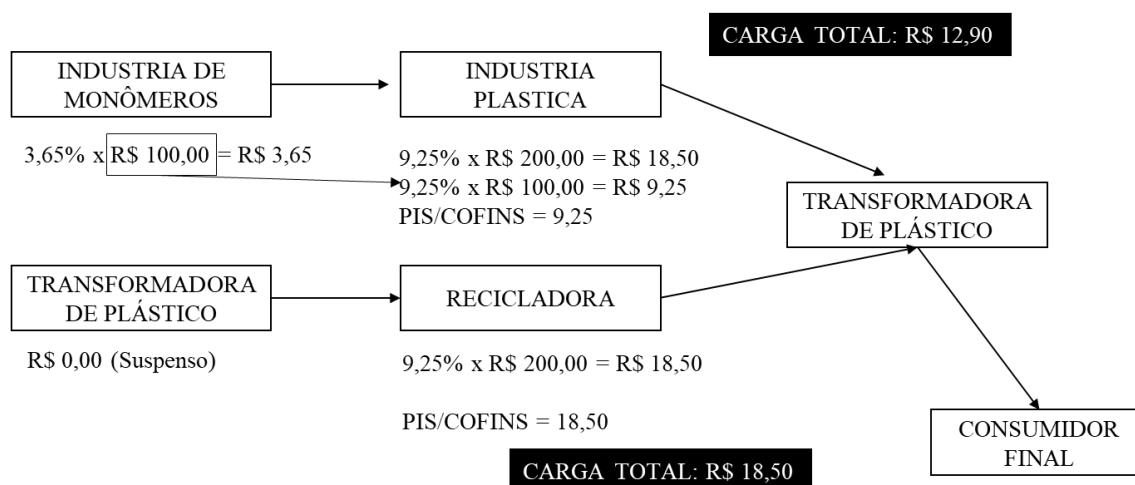 CARGA TOTAL: R$ 12,90
INDUSTRIA DE
MONÔMEROS
INDUSTRIA
PLASTICA
3,65% x R$ 100,00 = R$ 3,65
9,25% x R$ 200,00 = R$ 18,50
9,25% x R$ 100,00 = R$ 9,25
PIS/COFINS = 9,25
TRANSFORMADORA
DE PLÁSTICO
TRANSFORMADORA
DE PLÁSTICO
RECICLADORA
R$ 0,00 (Suspenso)
9,25% x R$ 200,00 = R$ 18,50
PIS/COFINS = 18,50
CONSUMIDOR
FINAL
CARGA TOTAL: R$ 18,50